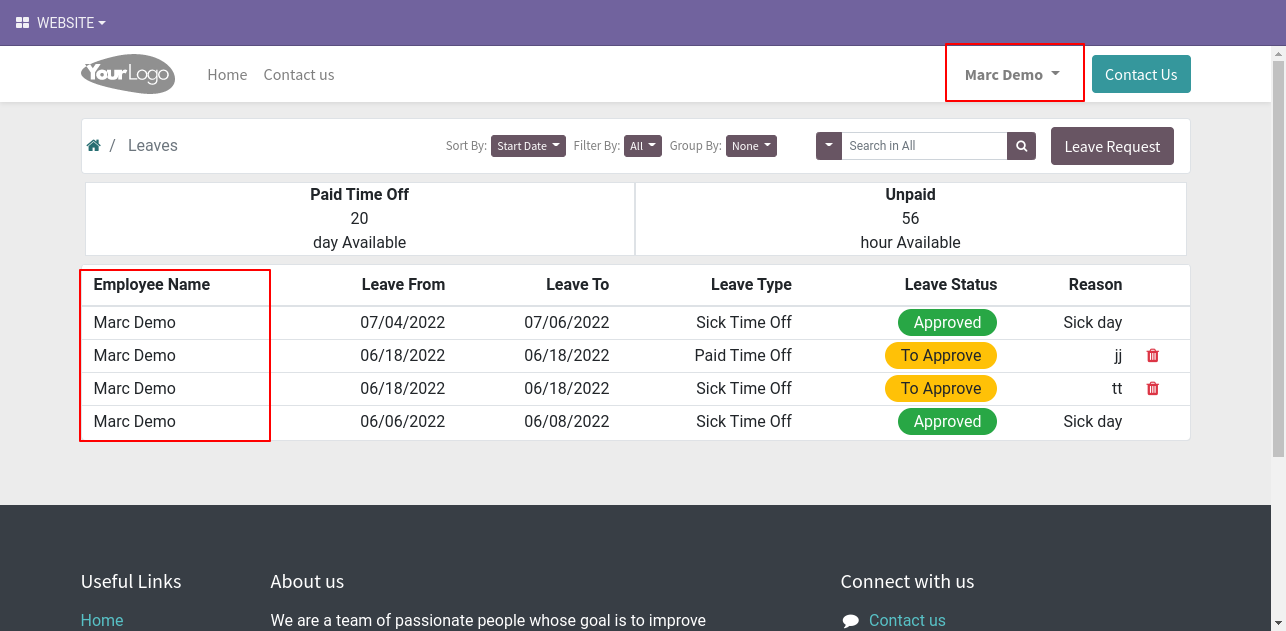 WEBSITE
YourLogo Home Contact us Marc Demo Contact Us
/ Leaves Sort By: Start Date Filter By: All Group By: None Search in All Leave Request
Paid Time Off Unpaid
20 56
day Available hour Available
Employee Name Leave From Leave To Leave Type Leave Status Reason
Marc Demo 07/04/2022 07/06/2022 Sick Time Off Approved Sick day
Marc Demo 06/18/2022 06/18/2022 Paid Time Off To Approve jj
Marc Demo 06/18/2022 06/18/2022 Sick Time Off To Approve tt
Marc Demo 06/06/2022 06/08/2022 Sick Time Off Approved Sick day
Useful Links About us Connect with us
Home We are a team of passionate people whose goal is to improve Contact us